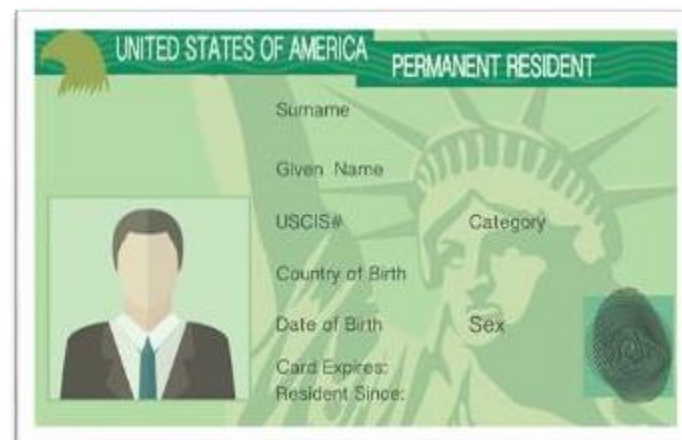 UNITED STATES OF AMERICA
PERMANENT RESIDENT
Surname
Given Name
USCIS# Category
Country of Birth
Date of Birth Sex
Card Expires:
Resident Since: